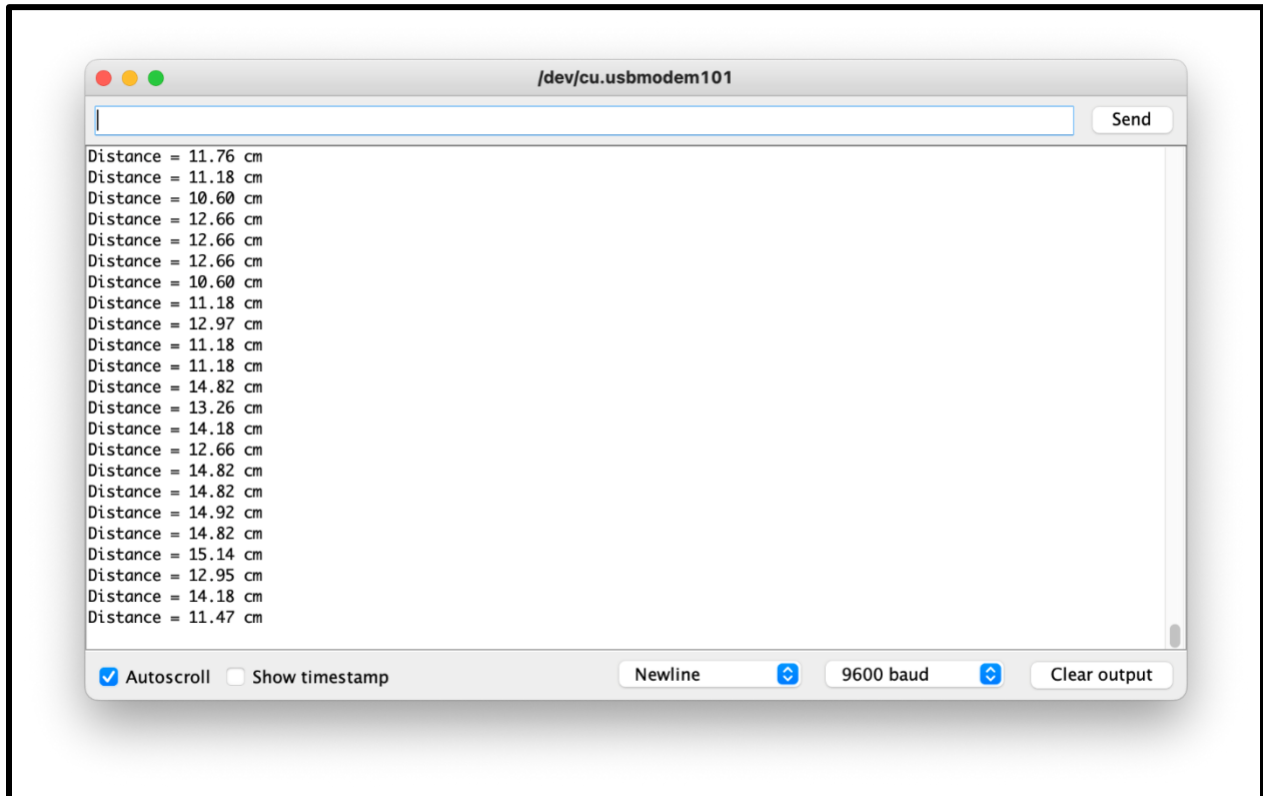 /dev/cu.usbmodem101
Send
Distance = 11.76 cm
Distance = 11.18 cm
Distance = 10.60 cm
Distance = 12.66 cm
Distance = 12.66 cm
Distance = 12.66 cm
Distance = 10.60 cm
Distance = 11.18 cm
Distance = 12.97 cm
Distance = 11.18 cm
Distance = 11.18 cm
Distance = 14.82 cm
Distance = 13.26 cm
Distance = 14.18 cm
Distance = 12.66 cm
Distance = 14.82 cm
Distance = 14.82 cm
Distance = 14.92 cm
Distance = 14.82 cm
Distance = 15.14 cm
Distance = 12.95 cm
Distance = 14.18 cm
Distance = 11.47 cm
Autoscroll Show timestamp Newline 9600 baud Clear output